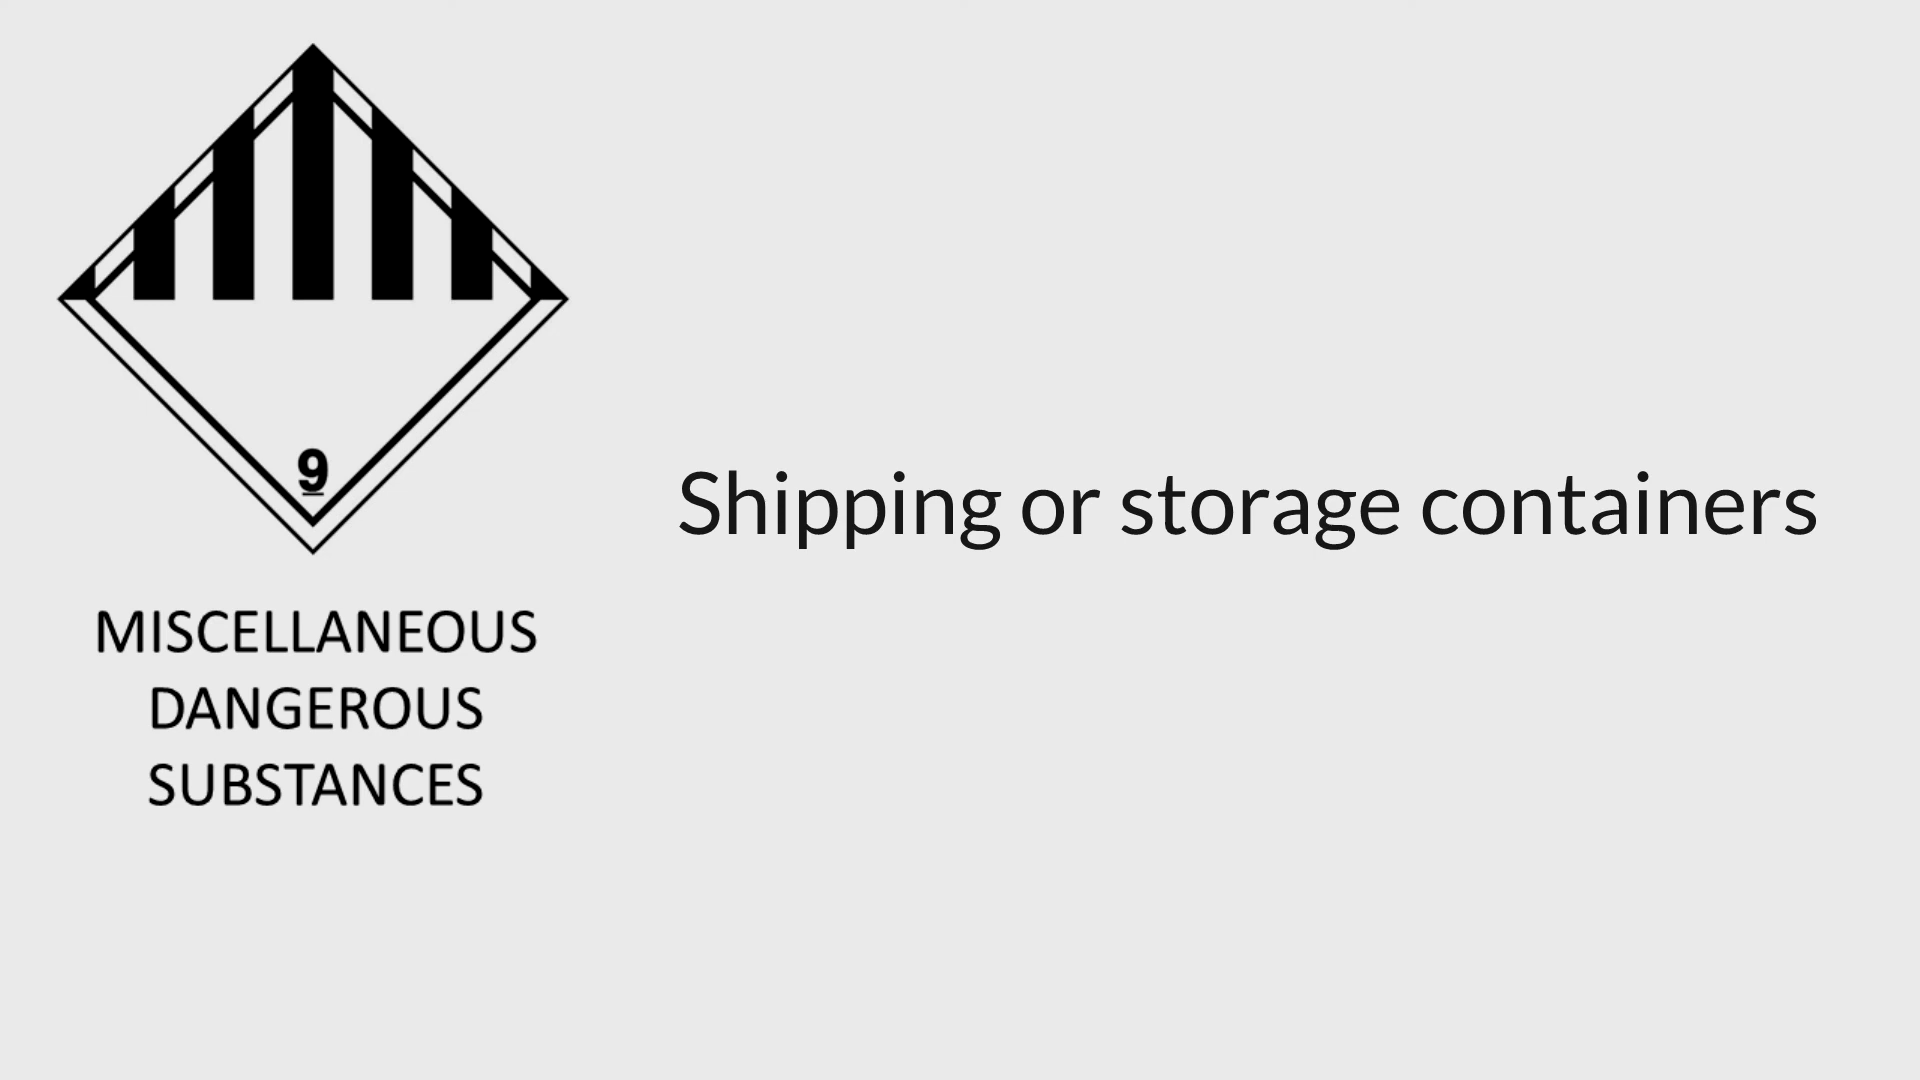 9
MISCELLANEOUS
DANGEROUS
SUBSTANCES
Shipping or storage containers